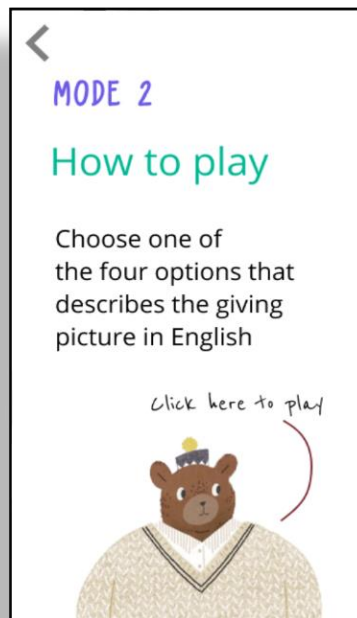 MODE 2
How to play
Choose one of
the four options that
describes the giving
picture in English
click here to play